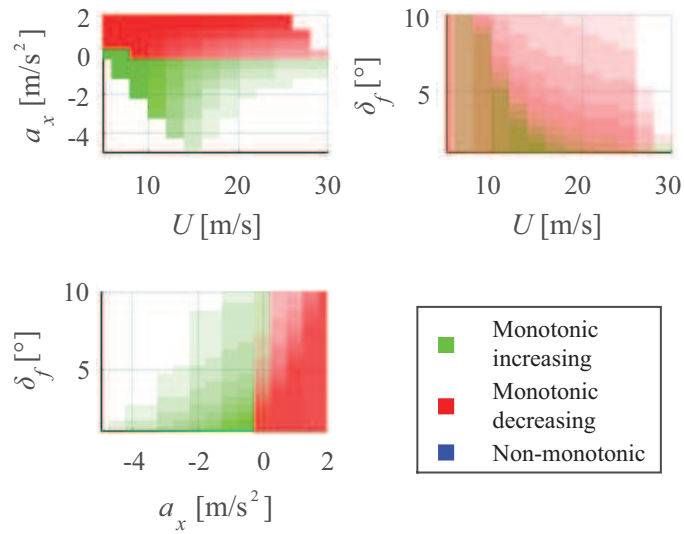 2
0
-2
-4
a_x [m/s^2]
10 20 30
U [m/s]
10
5
δ_f [°]
10 20 30
U [m/s]
10
5
δ_f [°]
-4 -2 0 2
a_x [m/s^2]
Monotonic
increasing
Monotonic
decreasing
Non-monotonic